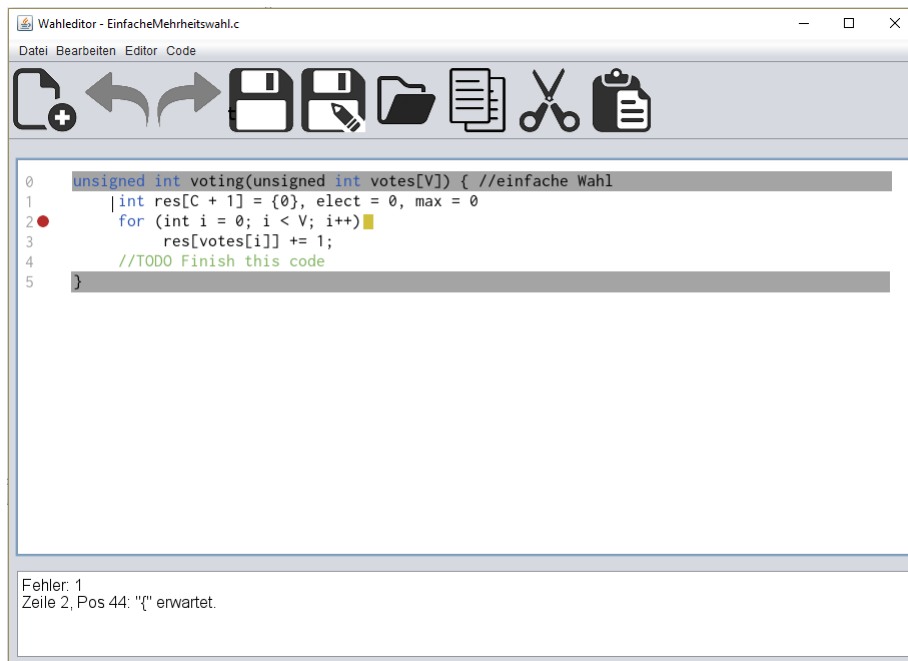 Wahleditor - EinfacheMehrheitswahl.c
Datei Bearbeiten Editor Code
0 unsigned int voting(unsigned int votes[V]) { //einfache Wahl
1 int res[C + 1] = {0}, elect = 0, max = 0
2 for (int i = 0; i < V; i++)
3 res[votes[i]] += 1;
4 //TODO Finish this code
5 }
Fehler: 1
Zeile 2, Pos 44: "{" erwartet.